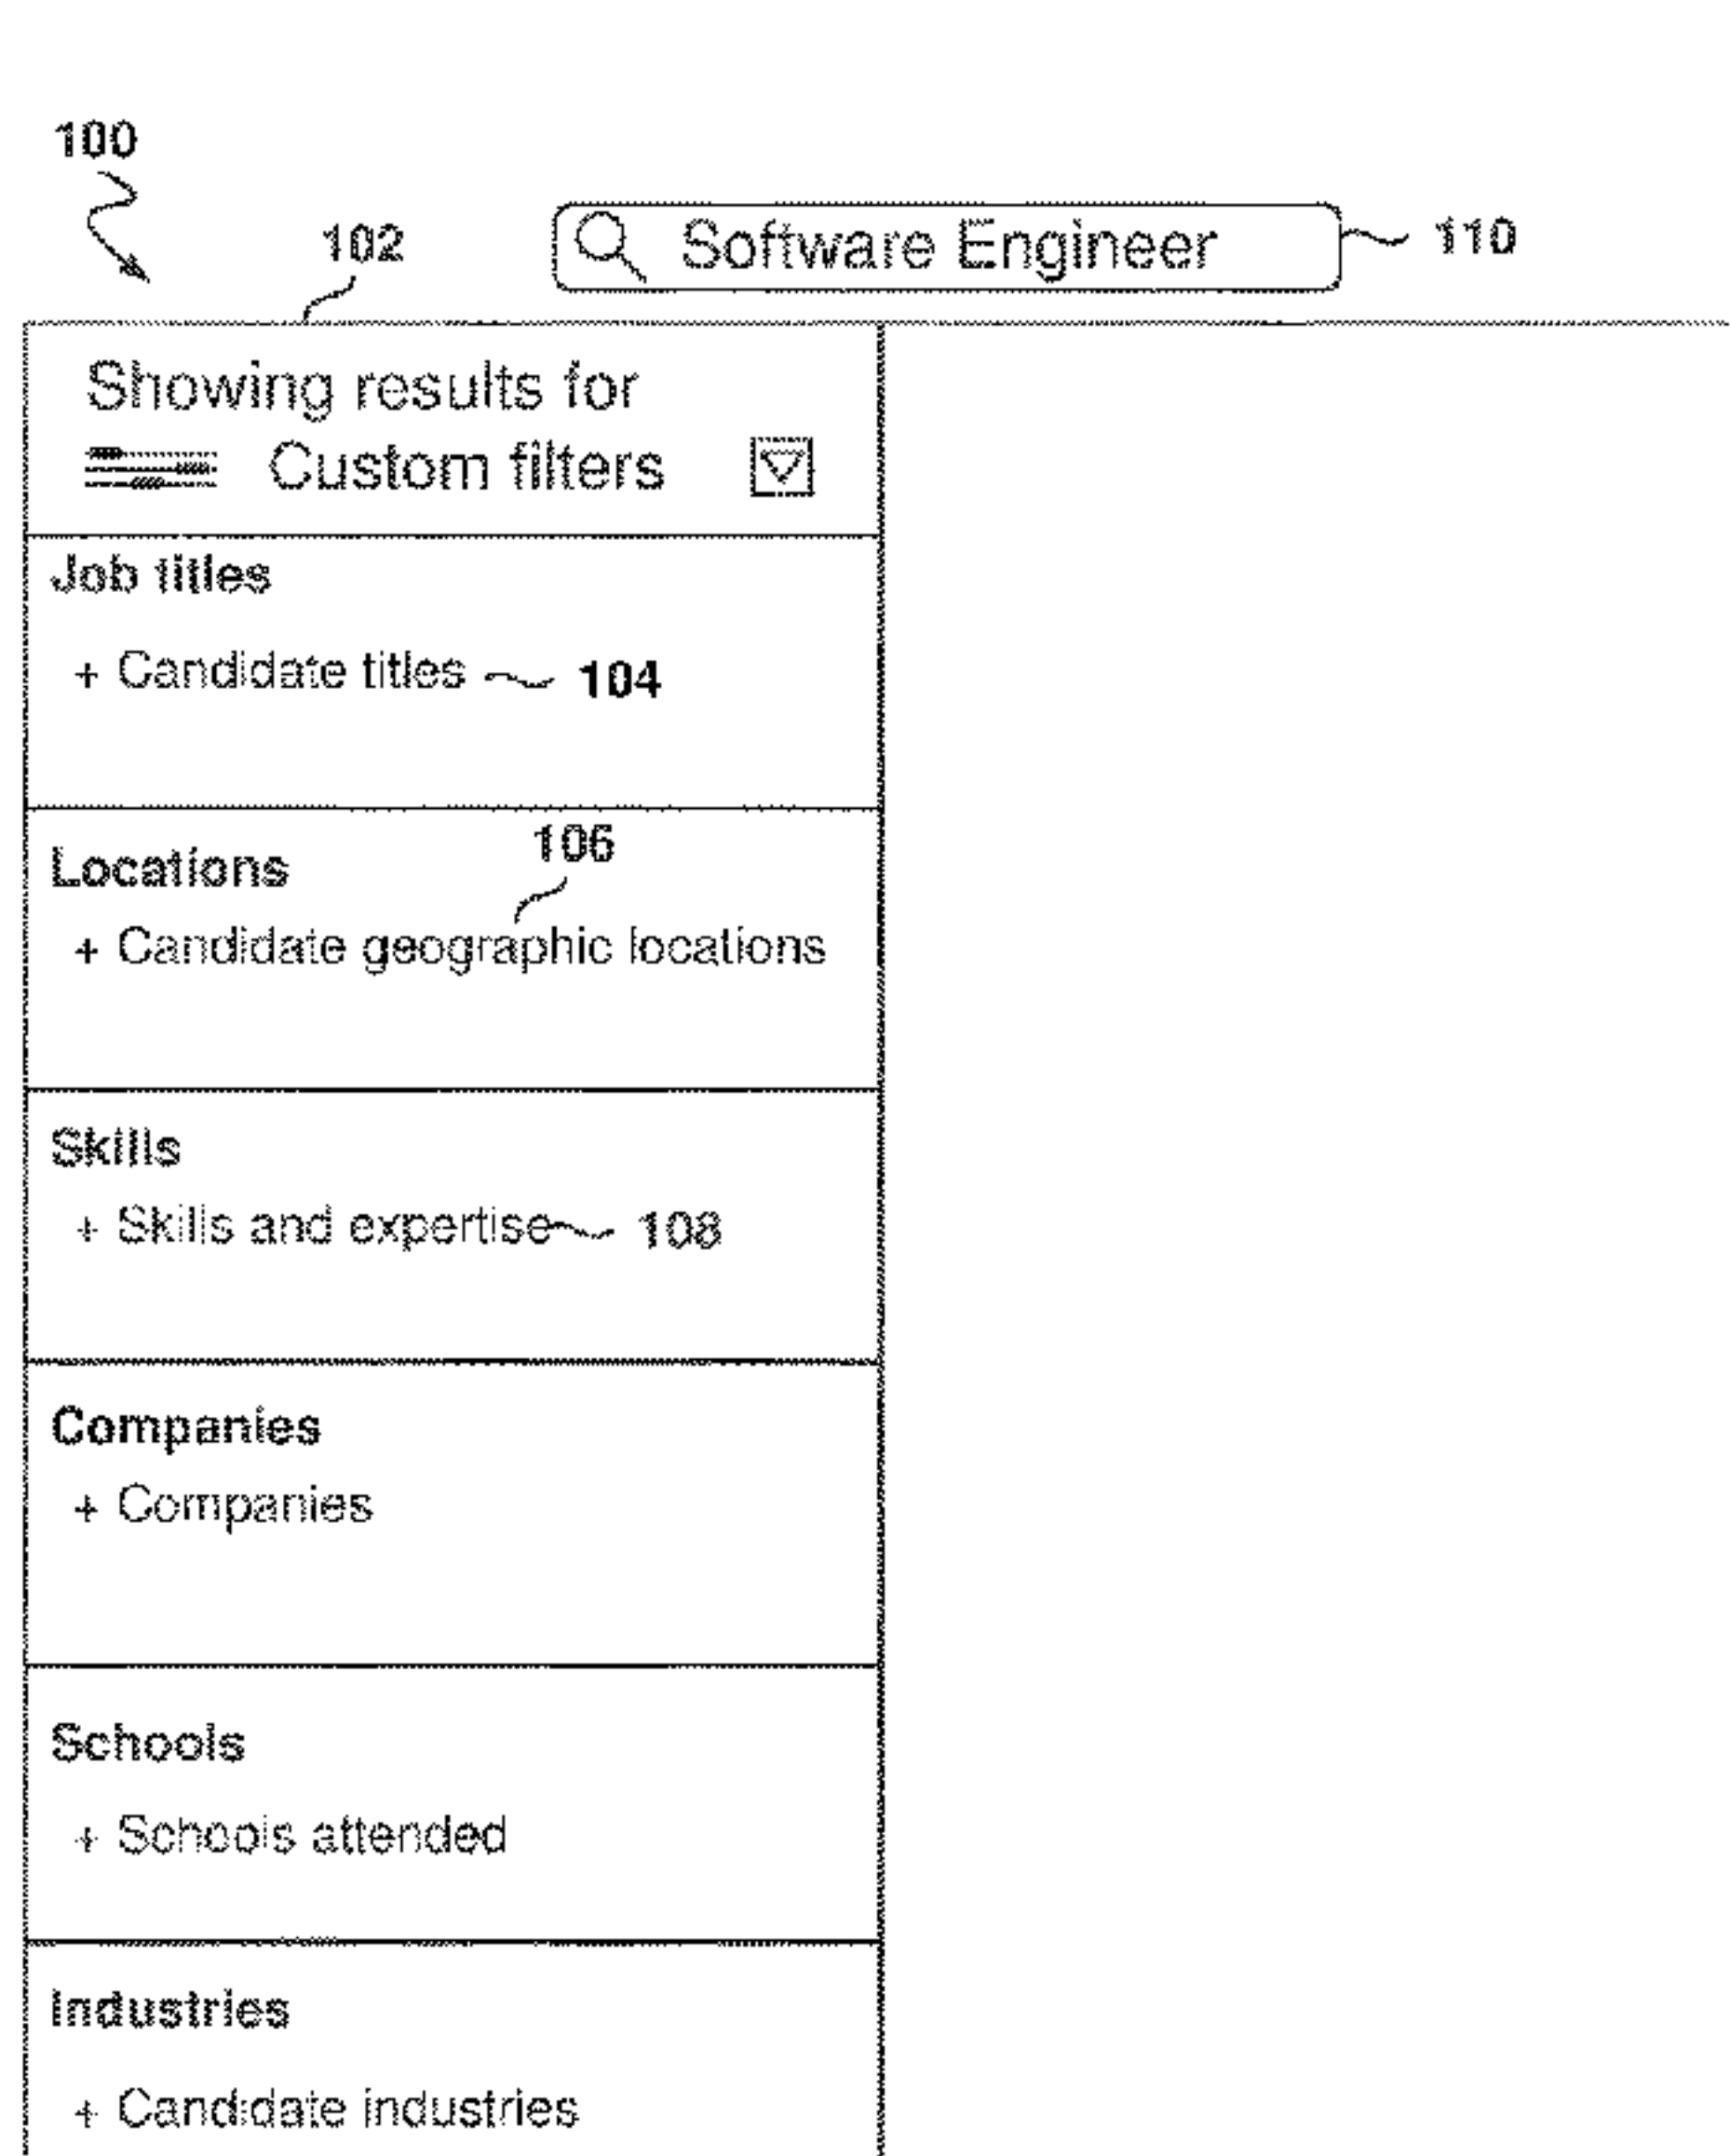 100
102
Software Engineer 110
Showing results for
Custom filters
Job titles
+ Candidate titles 104
106
Locations
+ Candidate geographic locations
Skills
+ Skills and expertise 108
Companies
+ Companies
Schools
+ Schools attended
Industries
+ Candidate industries